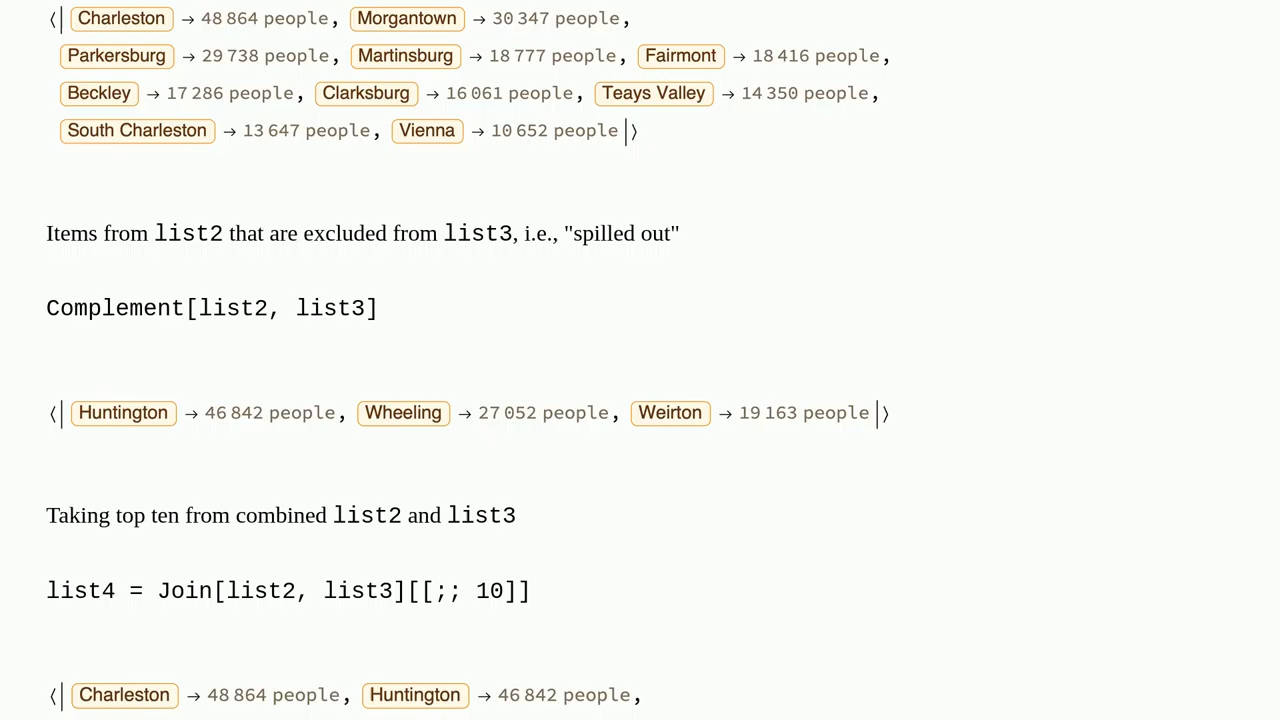 ⟨| Charleston → 48 864 people, Morgantown → 30 347 people,
Parkersburg → 29 738 people, Martinsburg → 18 777 people, Fairmont → 18 416 people,
Beckley → 17 286 people, Clarksburg → 16 061 people, Teays Valley → 14 350 people,
South Charleston → 13 647 people, Vienna → 10 652 people |⟩
Items from list2 that are excluded from list3, i.e., "spilled out"
Complement[list2, list3]
⟨| Huntington → 46 842 people, Wheeling → 27 052 people, Weirton → 19 163 people |⟩
Taking top ten from combined list2 and list3
list4 = Join[list2, list3][[;; 10]]
⟨| Charleston → 48 864 people, Huntington → 46 842 people,